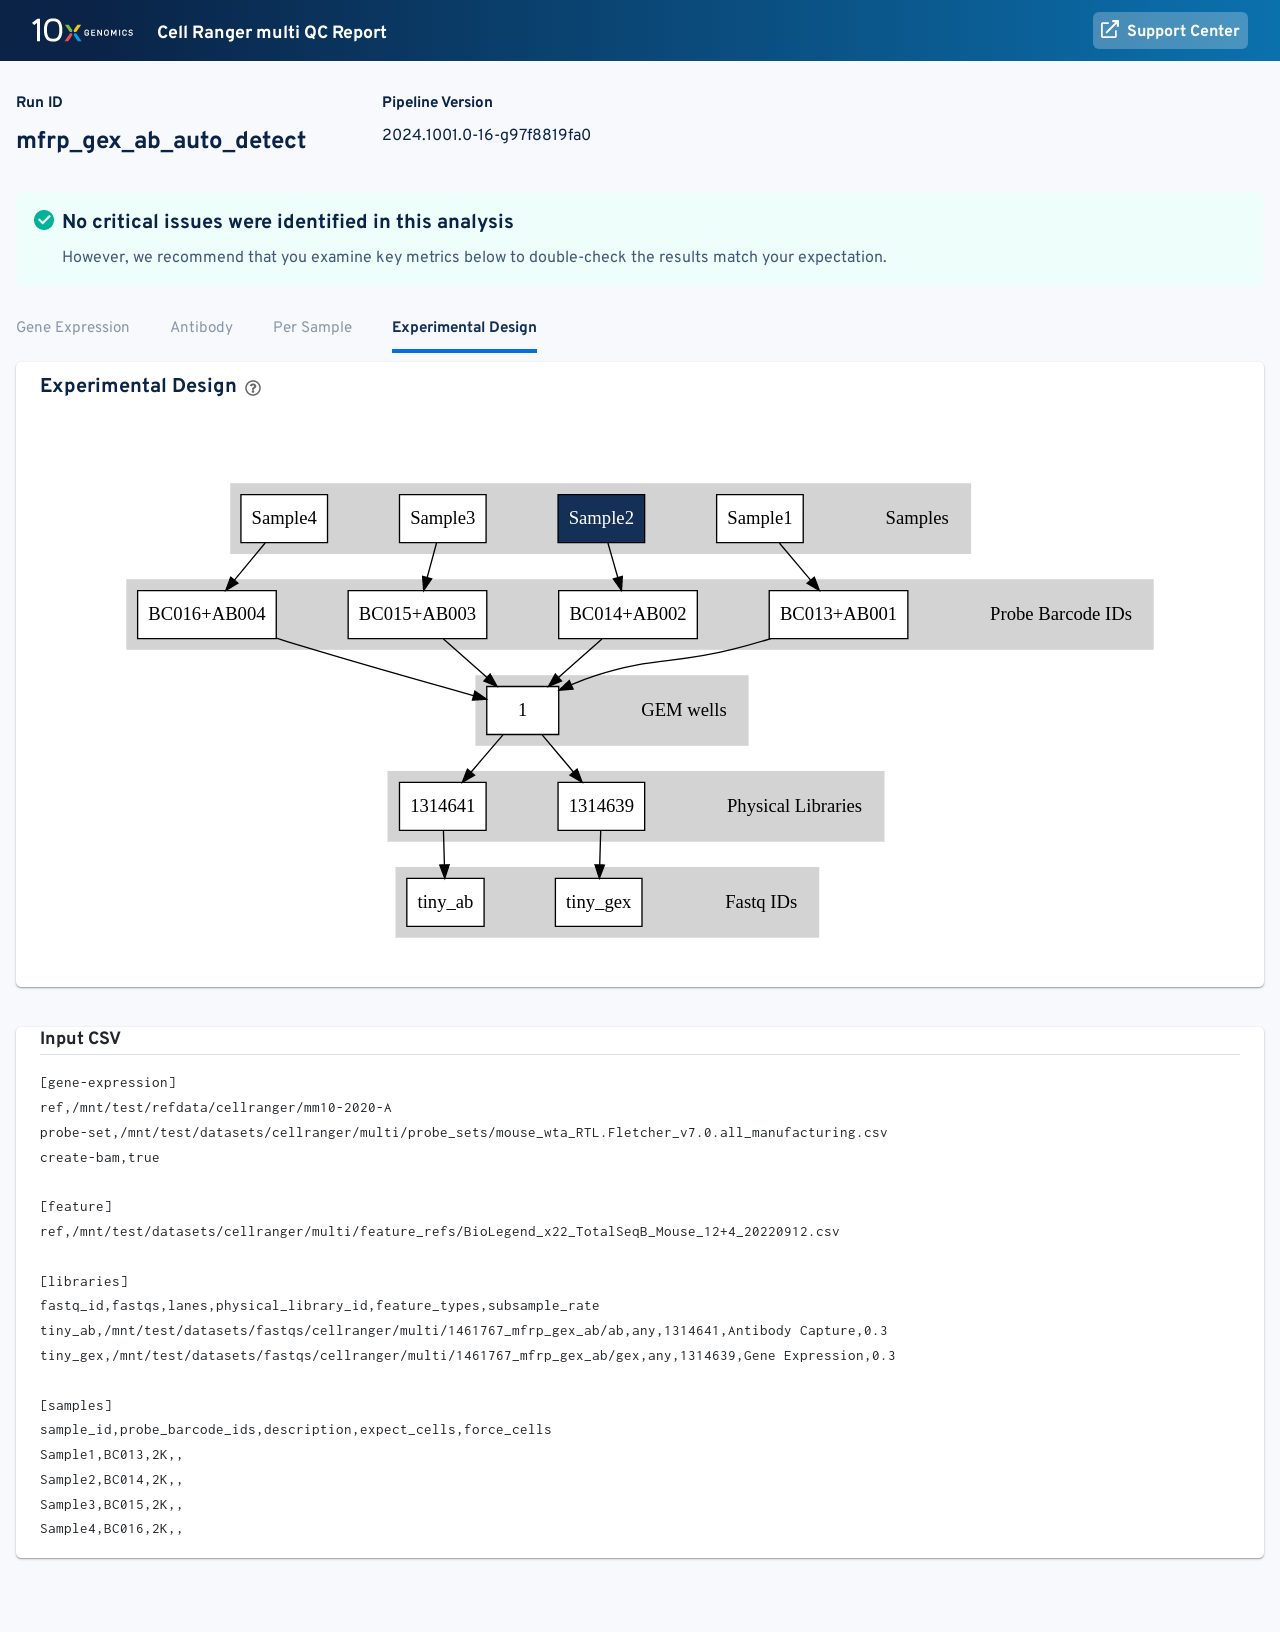 10x GENOMICS Cell Ranger multi QC Report Support Center
Run ID Pipeline Version
mfrp_gex_ab_auto_detect 2024.1001.0-16-g97f8819fa0
No critical issues were identified in this analysis
However, we recommend that you examine key metrics below to double-check the results match your expectation.
Gene Expression Antibody Per Sample Experimental Design
Experimental Design ?
Sample4 Sample3 Sample2 Sample1 Samples
BC016+AB004 BC015+AB003 BC014+AB002 BC013+AB001 Probe Barcode IDs
1 GEM wells
1314641 1314639 Physical Libraries
tiny_ab tiny_gex Fastq IDs
Input CSV
[gene-expression]
ref,/mnt/test/refdata/cellranger/mm10-2020-A
probe-set,/mnt/test/datasets/cellranger/multi/probe_sets/mouse_wta_RTL.Fletcher_v7.0.all_manufacturing.csv
create-bam,true
[feature]
ref,/mnt/test/datasets/cellranger/multi/feature_refs/BioLegend_x22_TotalSeqB_Mouse_12+4_20220912.csv
[libraries]
fastq_id,fastqs,lanes,physical_library_id,feature_types,subsample_rate
tiny_ab,/mnt/test/datasets/fastqs/cellranger/multi/1461767_mfrp_gex_ab/ab,any,1314641,Antibody Capture,0.3
tiny_gex,/mnt/test/datasets/fastqs/cellranger/multi/1461767_mfrp_gex_ab/gex,any,1314639,Gene Expression,0.3
[samples]
sample_id,probe_barcode_ids,description,expect_cells,force_cells
Sample1,BC013,2K,,
Sample2,BC014,2K,,
Sample3,BC015,2K,,
Sample4,BC016,2K,,